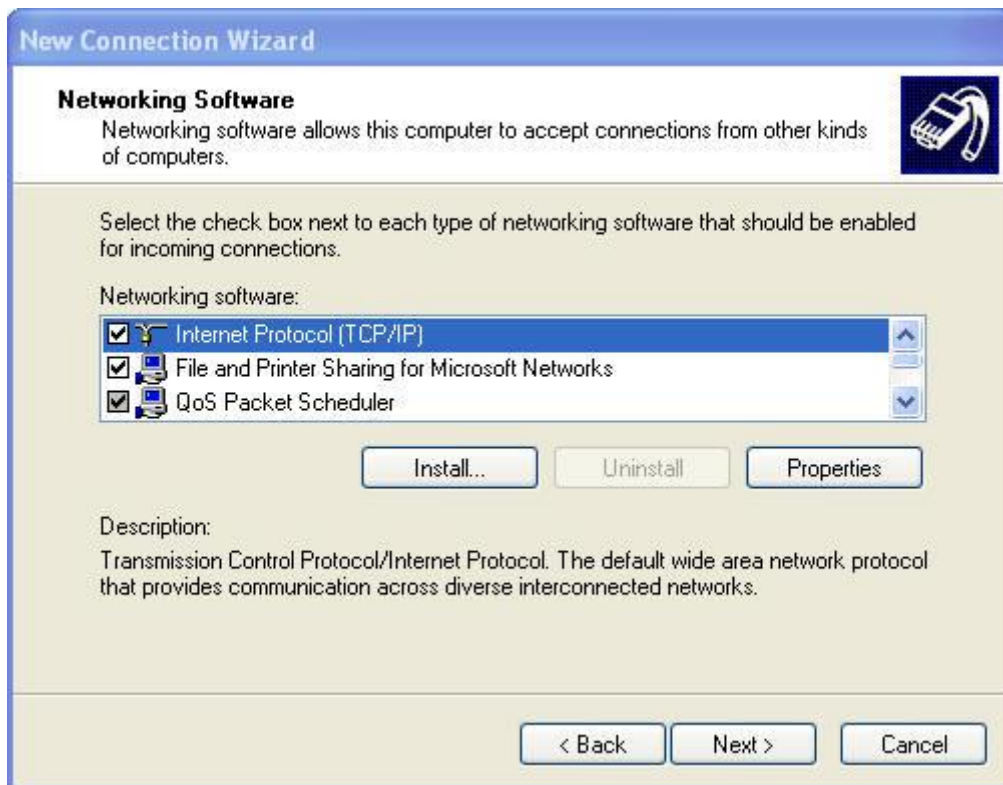 New Connection Wizard
Networking Software
Networking software allows this computer to accept connections from other kinds
of computers.
Select the check box next to each type of networking software that should be enabled
for incoming connections.
Networking software:
Internet Protocol (TCP/IP)
File and Printer Sharing for Microsoft Networks
QoS Packet Scheduler
Install... Uninstall Properties
Description:
Transmission Control Protocol/Internet Protocol. The default wide area network protocol
that provides communication across diverse interconnected networks.
< Back Next > Cancel